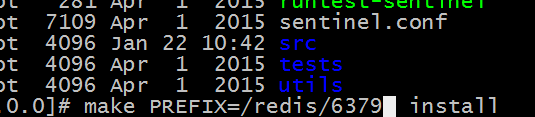 ot 281 Apr 1 2015 runtest-sentinel
ot 7109 Apr 1 2015 sentinel.conf
ot 4096 Jan 22 10:42 src
ot 4096 Apr 1 2015 tests
ot 4096 Apr 1 2015 utils
.0.0]# make PREFIX=/redis/6379 install